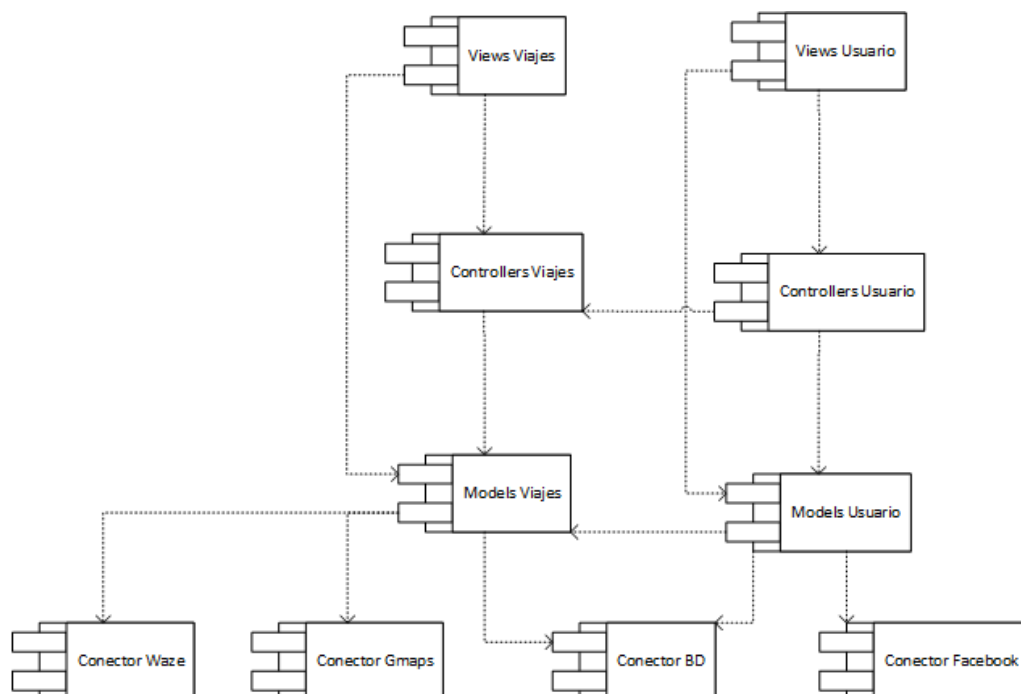 Views Viajes
Views Usuario
Controllers Viajes
Controllers Usuario
Models Viajes
Models Usuario
Conector Waze
Conector Gmaps
Conector BD
Conector Facebook